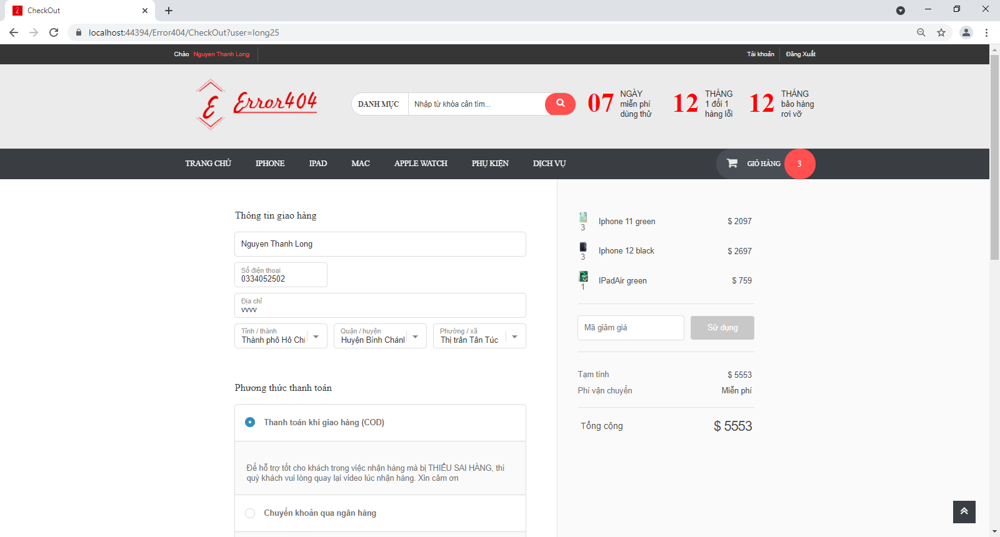 CheckOut
localhost:44394/Error404/CheckOut?user=long25
Chào Nguyen Thanh Long
Tài khoản
Đăng Xuất
Error404
DANH MỤC
Nhập từ khóa cần tìm...
07 NGÀY miễn phí dùng thử
12 THÁNG 1 đổi 1 hàng lỗi
12 THÁNG bảo hàng rơi vỡ
TRANG CHỦ IPHONE IPAD MAC APPLE WATCH PHỤ KIỆN DỊCH VỤ
GIỎ HÀNG 3
Thông tin giao hàng
Nguyen Thanh Long
Số điện thoại
0334052502
Địa chỉ
vvvv
Tỉnh / thành
Thành phố Hồ Chí
Quận / huyện
Huyện Bình Chánh
Phường / xã
Thị trấn Tân Túc
Phương thức thanh toán
Thanh toán khi giao hàng (COD)
Để hỗ trợ tốt cho khách trong việc nhận hàng mà bị THIẾU SAI HÀNG, thì
quý khách vui lòng quay lại video lúc nhận hàng. Xin cảm ơn
Chuyển khoản qua ngân hàng
3 Iphone 11 green $ 2097
3 Iphone 12 black $ 2697
1 IPadAir green $ 759
Mã giảm giá
Sử dụng
Tạm tính $ 5553
Phí vận chuyển Miễn phí
Tổng cộng $ 5553